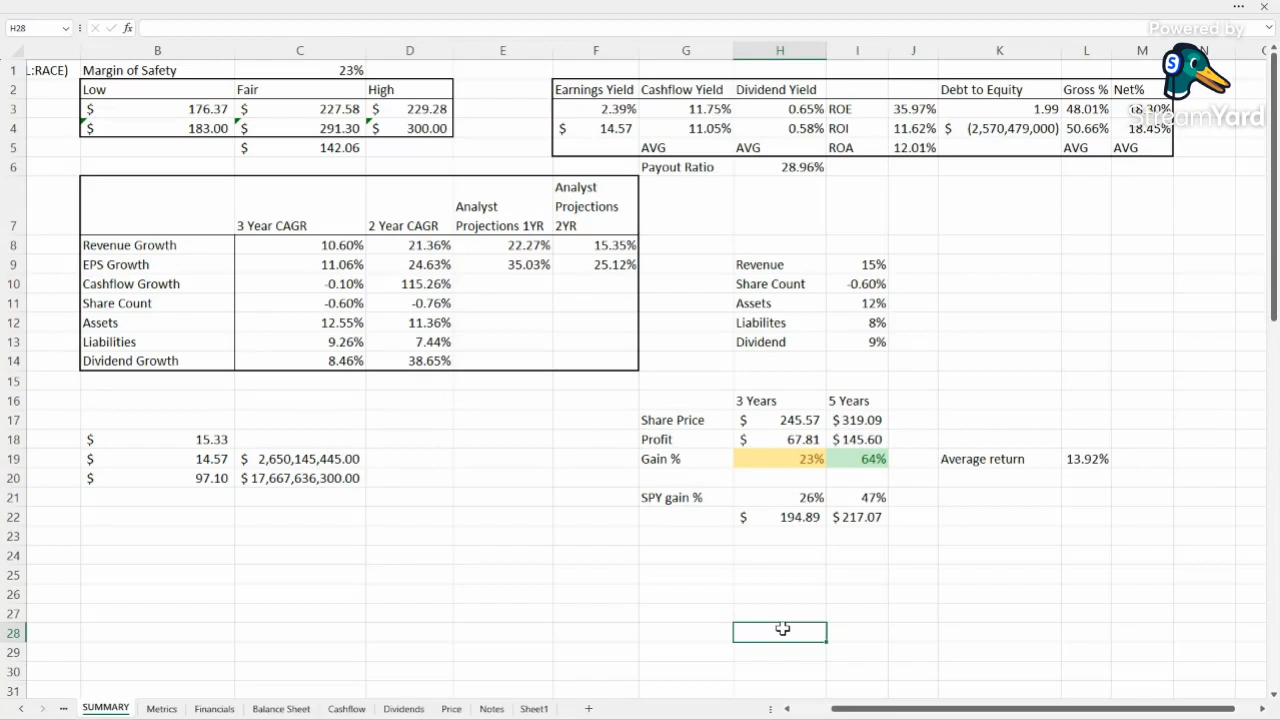 Powered by
StreamYard
H28 fx
B C D E F G H I J K L M N
1 L:RACE) Margin of Safety 23%
2 Low Fair High Earnings Yield Cashflow Yield Dividend Yield Debt to Equity Gross % Net%
3 $ 176.37 $ 227.58 $ 229.28 2.39% 11.75% 0.65% ROE 35.97% 1.99 48.01% 18.30%
4 $ 183.00 $ 291.30 $ 300.00 $ 14.57 11.05% 0.58% ROI 11.62% $ (2,570,479,000) 50.66% 18.45%
$ 142.06 AVG AVG ROA 12.01% AVG AVG
6 Payout Ratio 28.96%
7 3 Year CAGR 2 Year CAGR Analyst Projections 1YR Analyst Projections 2YR
8 Revenue Growth 10.60% 21.36% 22.27% 15.35%
9 EPS Growth 11.06% 24.63% 35.03% 25.12% Revenue 15%
10 Cashflow Growth -0.10% 115.26% Share Count -0.60%
11 Share Count -0.60% -0.76% Assets 12%
12 Assets 12.55% 11.36% Liabilites 8%
13 Liabilities 9.26% 7.44% Dividend 9%
14 Dividend Growth 8.46% 38.65%
15
16 3 Years 5 Years
17 Share Price $ 245.57 $ 319.09
18 $ 15.33 Profit $ 67.81 $ 145.60
19 $ 14.57 $ 2,650,145,445.00 Gain % 23% 64% Average return 13.92%
20 $ 97.10 $ 17,667,636,300.00
21 SPY gain % 26% 47%
22 $ 194.89 $ 217.07
23
24
25
26
27
28
29
30
31
SUMMARY Metrics Financials Balance Sheet Cashflow Dividends Price Notes Sheet1